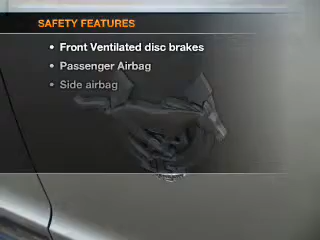 SAFETY FEATURES
• Front Ventilated disc brakes
• Passenger Airbag
• Side airbag